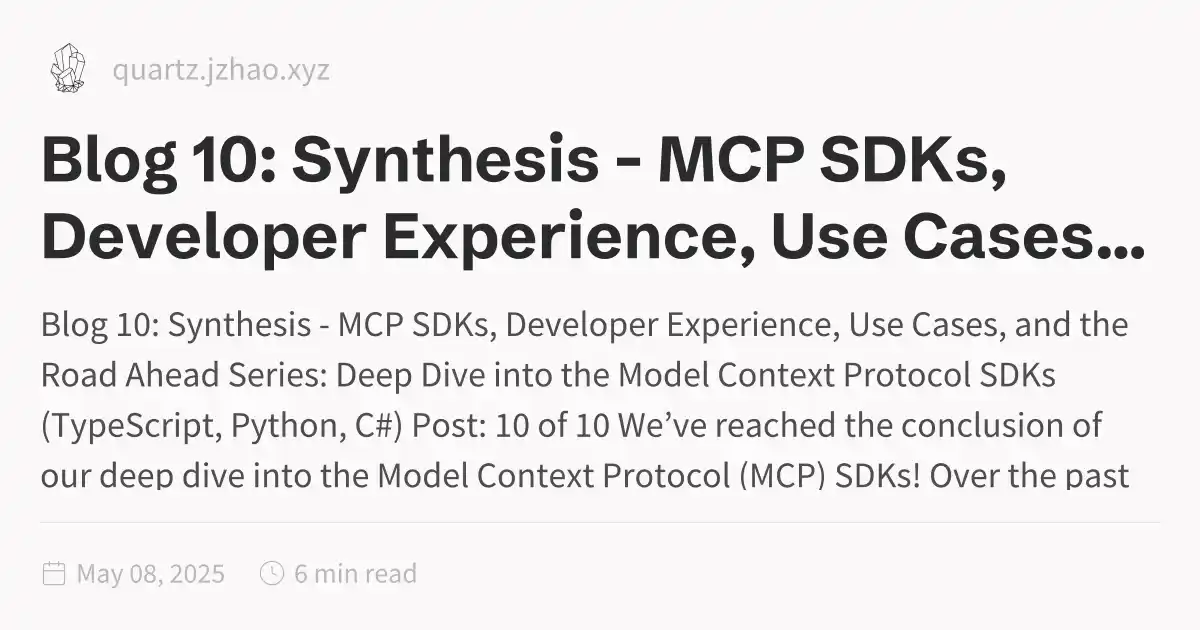 quartz.jzhao.xyz
Blog 10: Synthesis - MCP SDKs,
Developer Experience, Use Cases...
Blog 10: Synthesis - MCP SDKs, Developer Experience, Use Cases, and the
Road Ahead Series: Deep Dive into the Model Context Protocol SDKs
(TypeScript, Python, C#) Post: 10 of 10 We’ve reached the conclusion of
our deep dive into the Model Context Protocol (MCP) SDKs! Over the past
May 08, 2025
6 min read